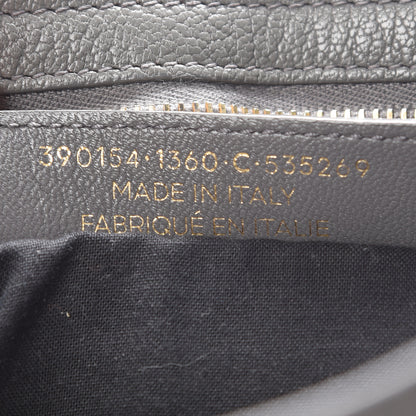 390154·1360·C·535269
MADE IN ITALY
FABRIQUÉ EN ITALIE